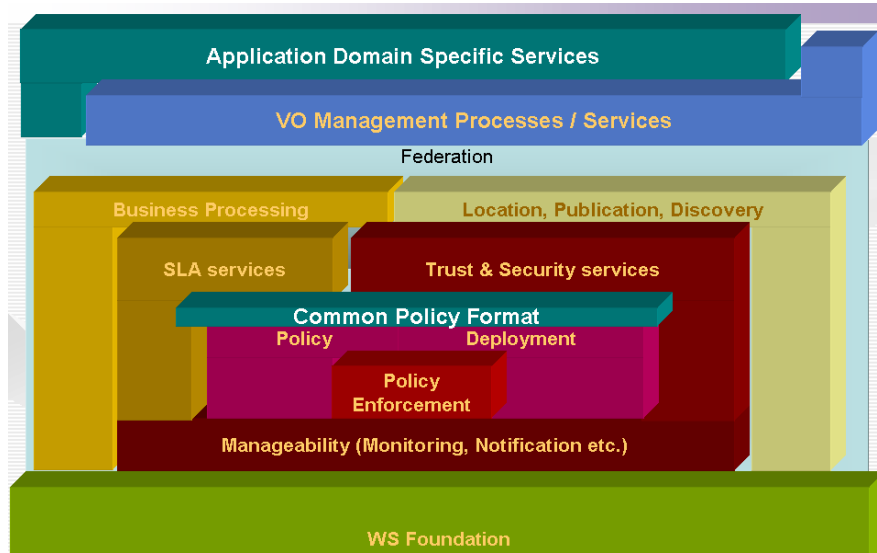 Application Domain Specific Services
VO Management Processes / Services
Federation
Business Processing
Location, Publication, Discovery
SLA services
Trust & Security services
Common Policy Format
Policy Deployment
Policy
Enforcement
Manageability (Monitoring, Notification etc.)
WS Foundation